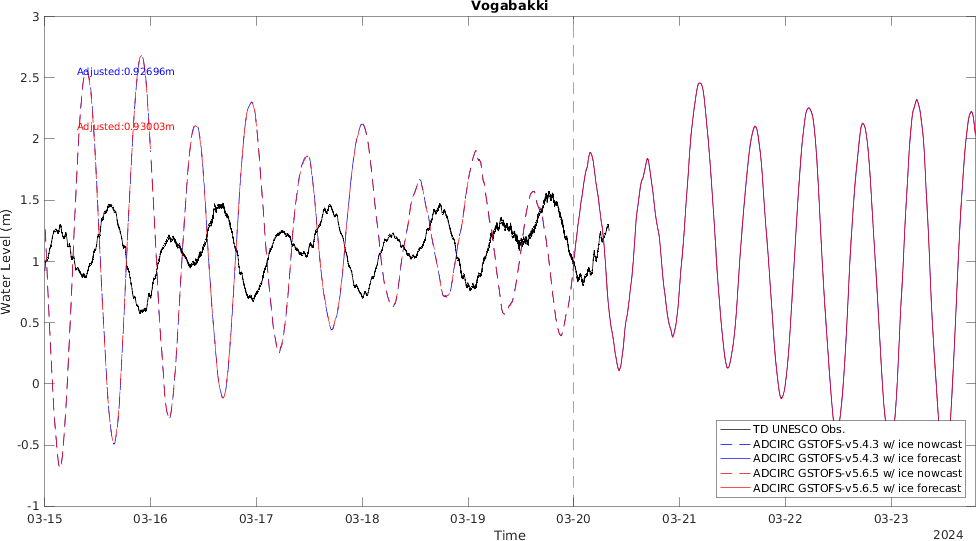 Vogabakki
3
2.5
2
1.5
1
0.5
0
-0.5
-1
Water Level (m)
Adjusted:0.92696m
Adjusted:0.93003m
TD UNESCO Obs.
ADCIRC GSTOFS-v5.4.3 w/ ice nowcast
ADCIRC GSTOFS-v5.4.3 w/ ice forecast
ADCIRC GSTOFS-v5.6.5 w/ ice nowcast
ADCIRC GSTOFS-v5.6.5 w/ ice forecast
03-15 03-16 03-17 03-18 03-19 03-20 03-21 03-22 03-23
Time
2024